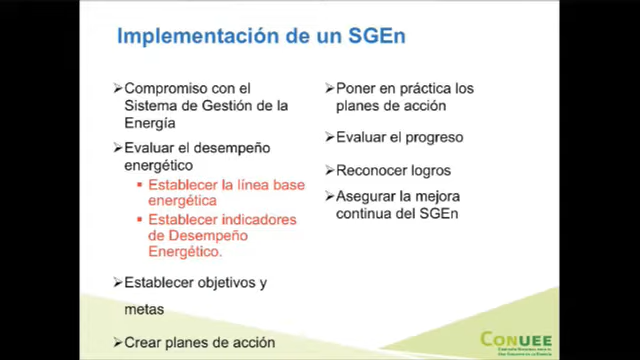 Implementación de un SGEn
➢Compromiso con el
Sistema de Gestión de la
Energía
➢Evaluar el desempeño
energético
▪ Establecer la línea base
energética
▪ Establecer indicadores
de Desempeño
Energético.
➢Establecer objetivos y
metas
➢Crear planes de acción
➢Poner en práctica los
planes de acción
➢Evaluar el progreso
➢Reconocer logros
➢Asegurar la mejora
continua del SGEn
CONUEE